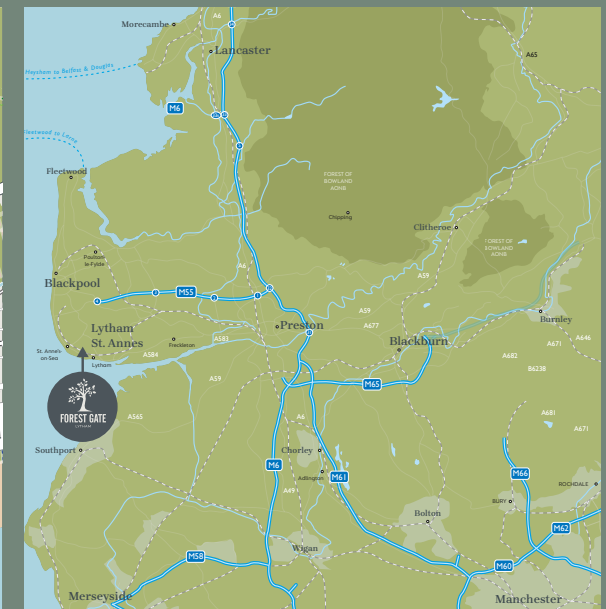 A6
Morecambe
Lancaster
A65
Heysham to Belfast & Douglas
M6
Fleetwood to Larne
Fleetwood
FOREST OF
BOWLAND
AONB
Chipping
Clitheroe
FOREST OF
BOWLAND
AONB
Poulton-
le-Fylde
A6
A59
Blackpool
M55
A59
Burnley
Lytham
St. Annes
Preston
A677
A583
Blackburn
A671
A646
St. Anne's-
on-Sea
Freckleton
A584
Lytham
A682
B6238
A59
M65
FOREST GATE
LYTHAM
A565
A6
A681
A671
Southport
Chorley
M6
Adlington
M61
M66
A49
ROCHDALE
BURY
Bolton
M62
Wigan
M58
M60
Merseyside
Manchester